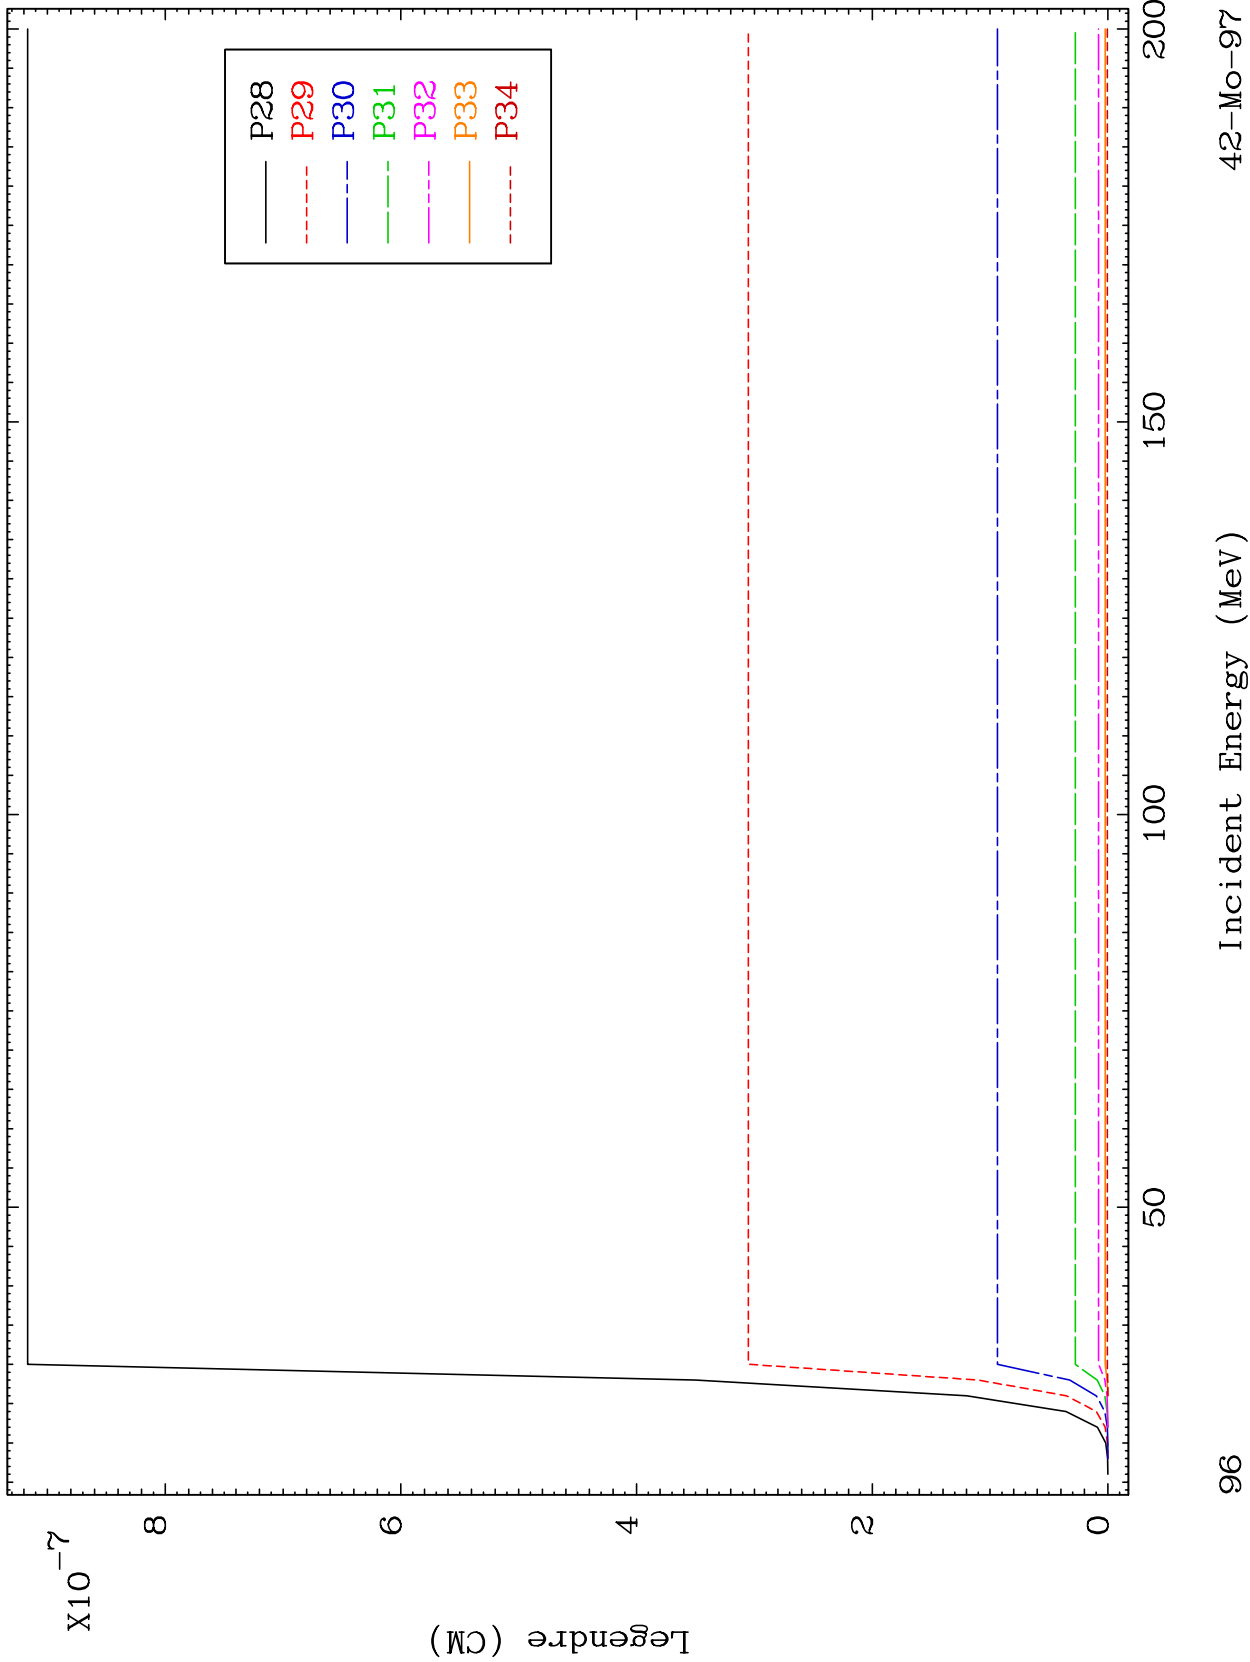 X10-7
8
6
4
2
0
Legendre (CM)
P28
P29
P30
P31
P32
P33
P34
50
100
150
200
Incident Energy (MeV)
96
42-Mo-97